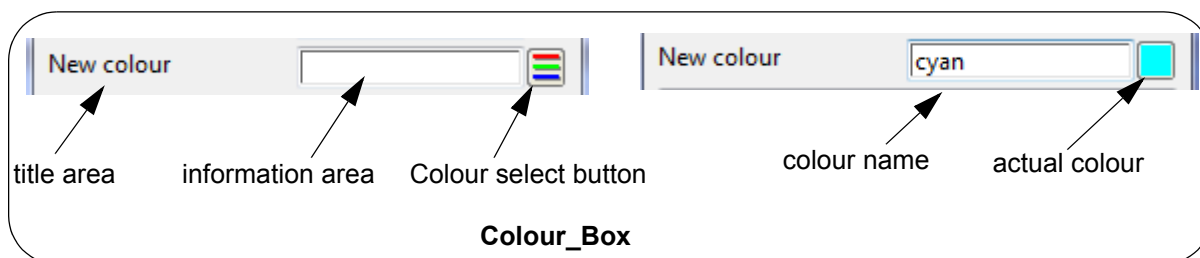 New colour
New colour cyan
title area information area Colour select button colour name actual colour
Colour_Box